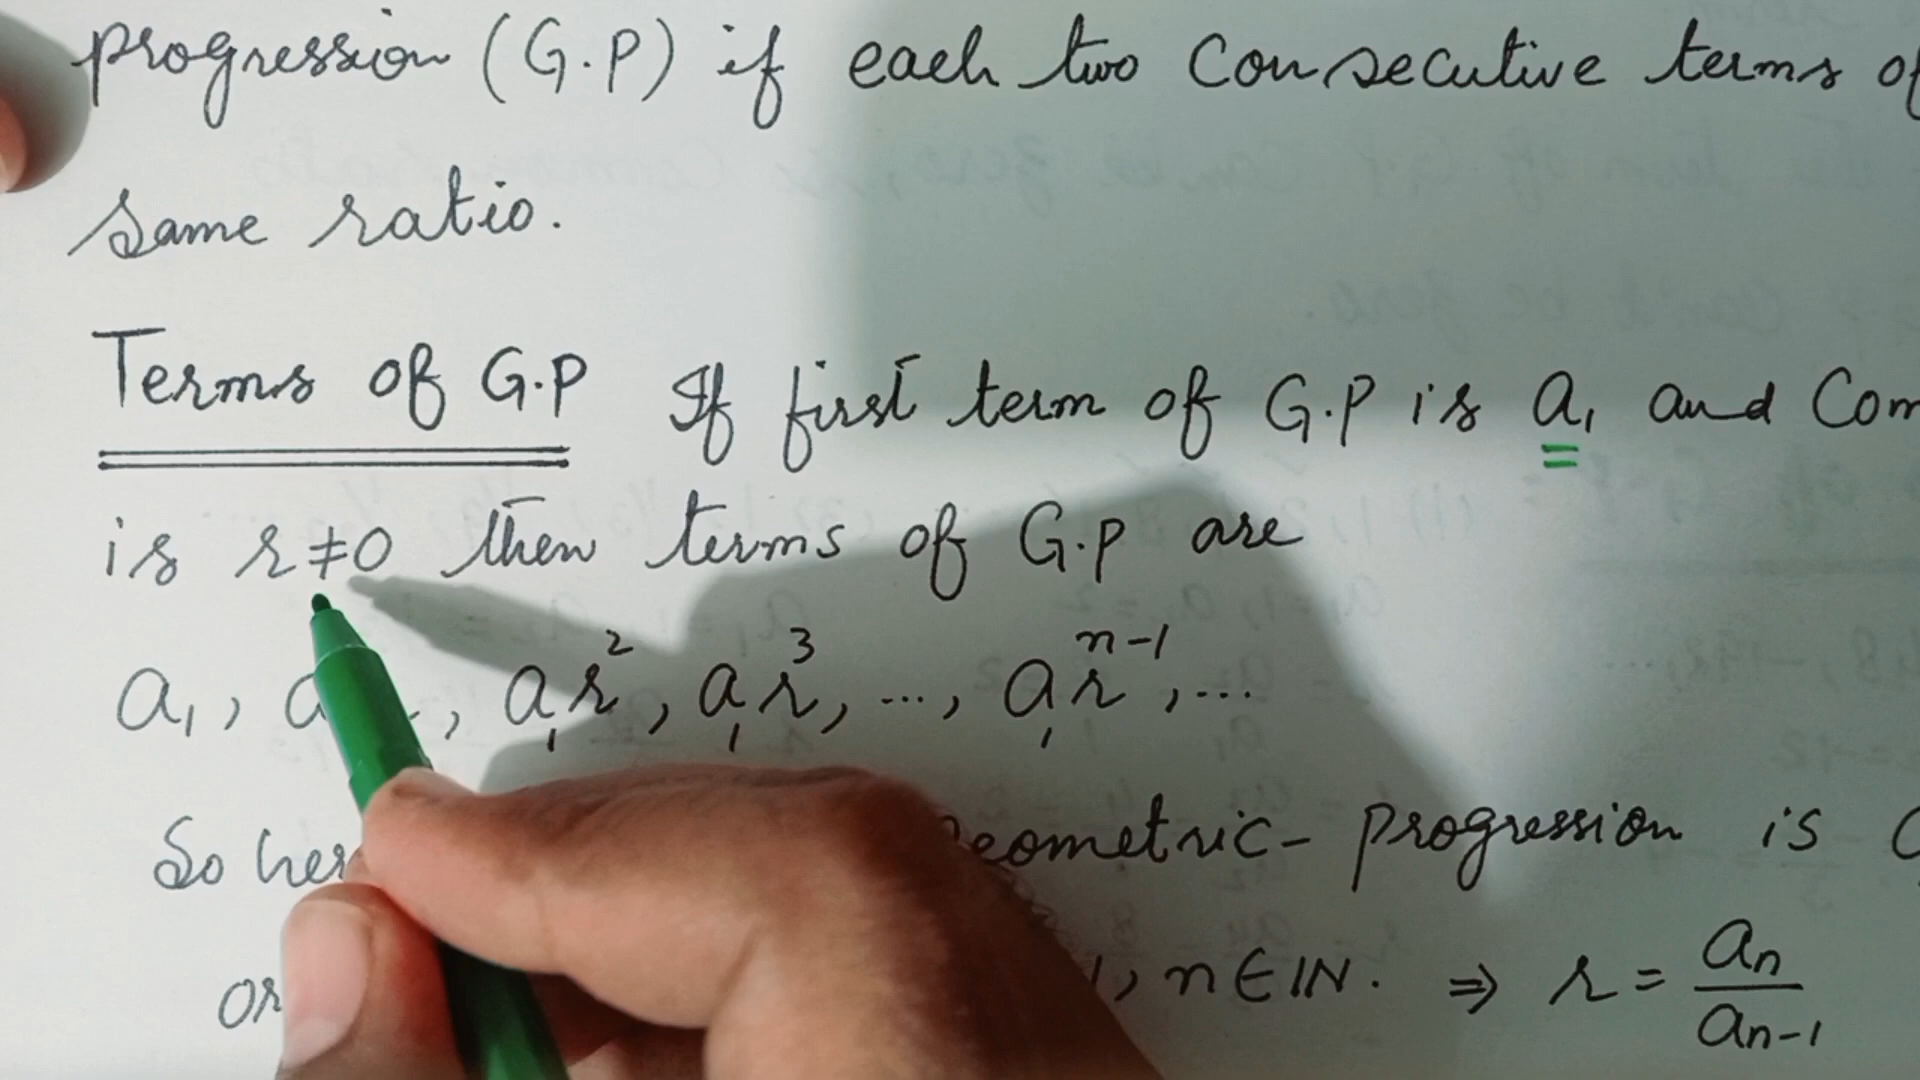 progression (G.P) if each two Consecutive terms of
same ratio.
Terms of G.P If first term of G.P is a₁ and Com
is r≠0 then terms of G.P are
a₁, a , a₁r², a₁r³, ..., a₁rⁿ⁻¹, ...
So her eometric- Progression is
or 1, n∈IN. ⇒ r = aₙ/aₙ₋₁